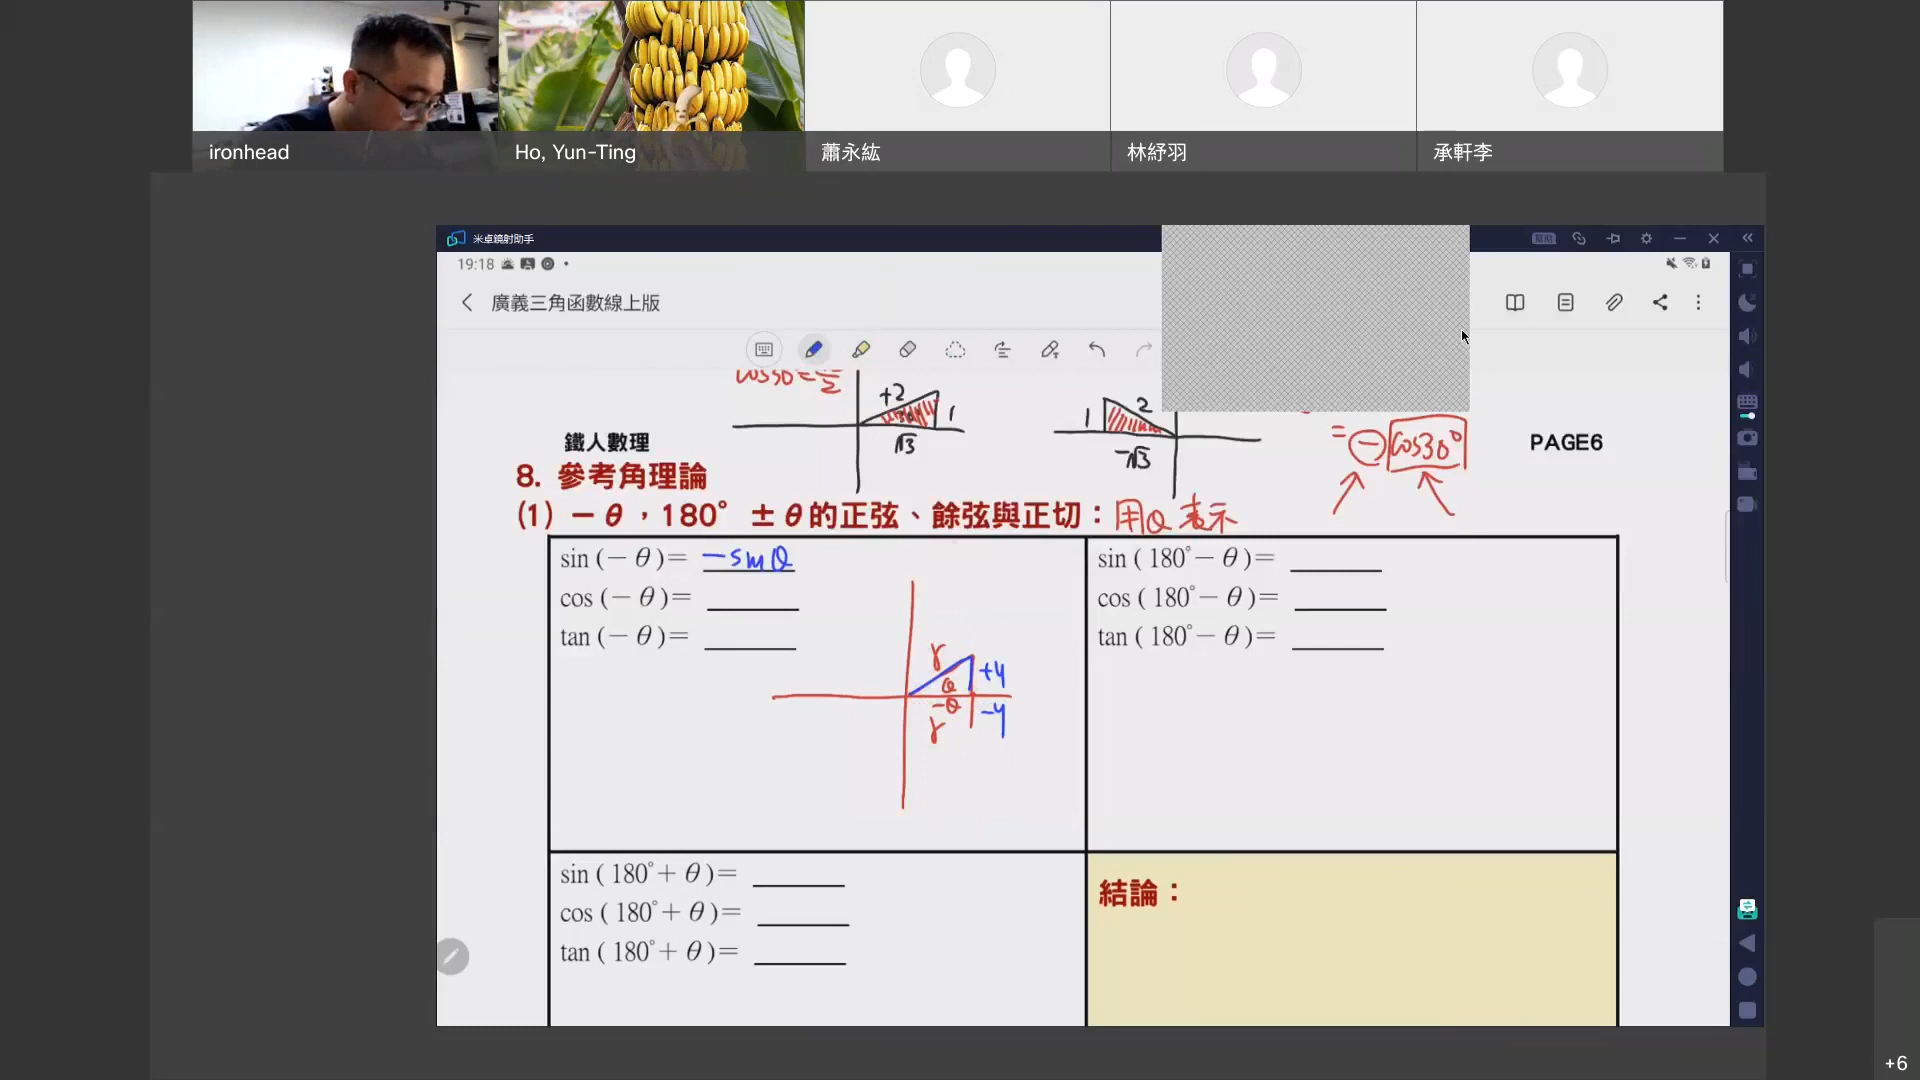 ironhead
Ho, Yun-Ting
蕭永紘
林紓羽
承軒李
米卓鏡射助手
19:18
廣義三角函數線上版
+2
1
√3
1
2
-√3
= - cos30°
鐵人數理
PAGE6
8. 參考角理論
(1) -θ,180° ±θ的正弦、餘弦與正切:用θ表示
sin (-θ)= -sinθ
cos (-θ)=
tan (-θ)=
r
θ
+y
-θ
-y
r
sin (180°-θ)=
cos (180°-θ)=
tan (180°-θ)=
sin (180°+θ)=
cos (180°+θ)=
tan (180°+θ)=
結論:
+6